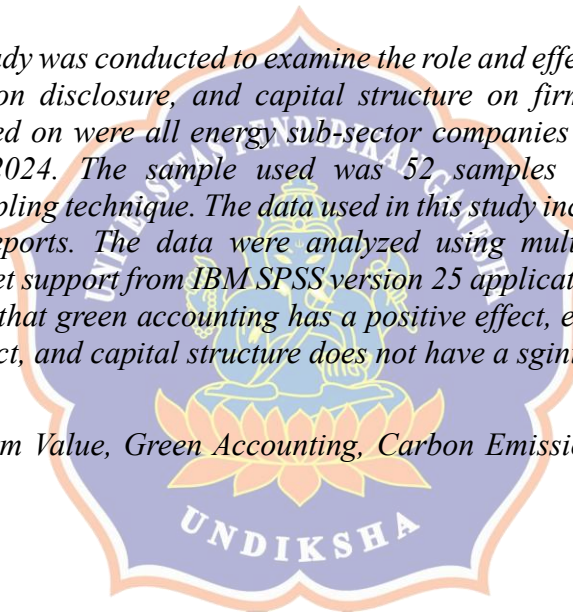 dy was conducted to examine the role and effe
on disclosure, and capital structure on firm
ed on were all energy sub-sector companies
2024. The sample used was 52 samples
pling technique. The data used in this study inc
eports. The data were analyzed using mult
et support from IBM SPSS version 25 applicat
that green accounting has a positive effect, e
ct, and capital structure does not have a sgini
m Value, Green Accounting, Carbon Emissio
UNIVERSITAS PENDIDIKAN GANESHA
UNDIKSHA